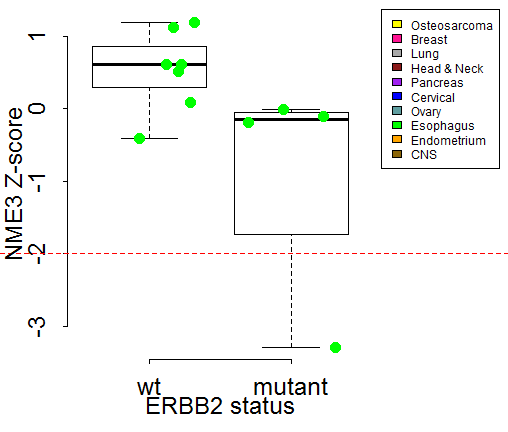 1
0
-1
-2
-3
NME3 Z-score
wt
mutant
ERBB2 status
Osteosarcoma
Breast
Lung
Head & Neck
Pancreas
Cervical
Ovary
Esophagus
Endometrium
CNS